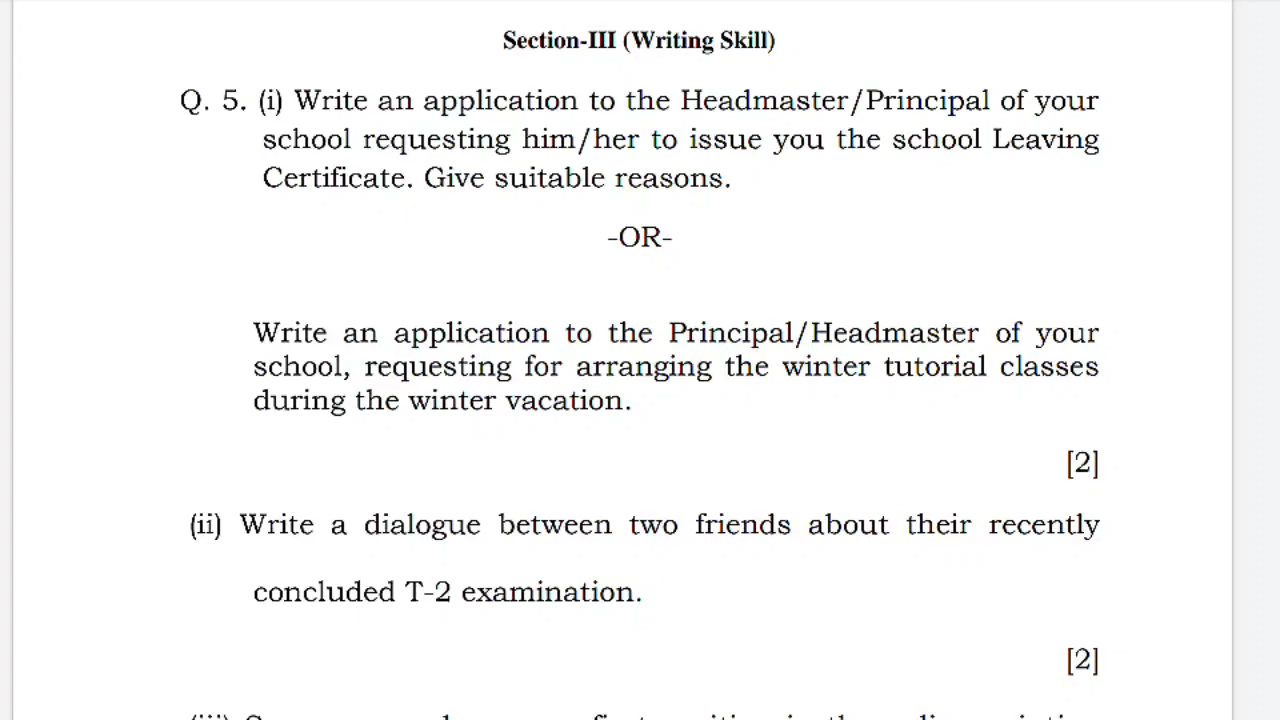 Section-III (Writing Skill)
Q. 5. (i) Write an application to the Headmaster/Principal of your
school requesting him/her to issue you the school Leaving
Certificate. Give suitable reasons.
-OR-
Write an application to the Principal/Headmaster of your
school, requesting for arranging the winter tutorial classes
during the winter vacation.
[2]
(ii) Write a dialogue between two friends about their recently
concluded T-2 examination.
[2]